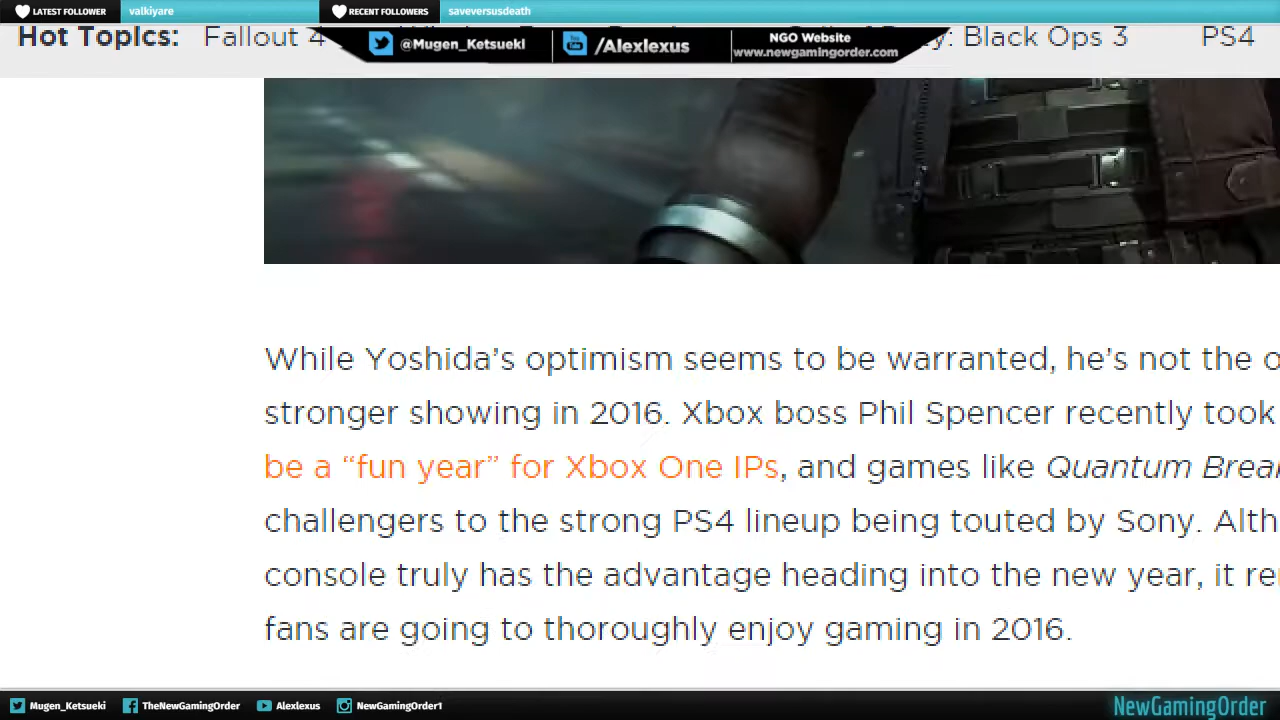 LATEST FOLLOWER valkiyare RECENT FOLLOWERS saveversusdeath
Hot Topics: Fallout 4 y: Black Ops 3 PS4
@Mugen_Ketsueki /Alexlexus NGO Website
www.newgamingorder.com
While Yoshida’s optimism seems to be warranted, he’s not the o
stronger showing in 2016. Xbox boss Phil Spencer recently took
be a “fun year” for Xbox One IPs, and games like Quantum Brea
challengers to the strong PS4 lineup being touted by Sony. Alth
console truly has the advantage heading into the new year, it re
fans are going to thoroughly enjoy gaming in 2016.
Mugen_Ketsueki TheNewGamingOrder Alexlexus NewGamingOrder1 NewGamingOrder